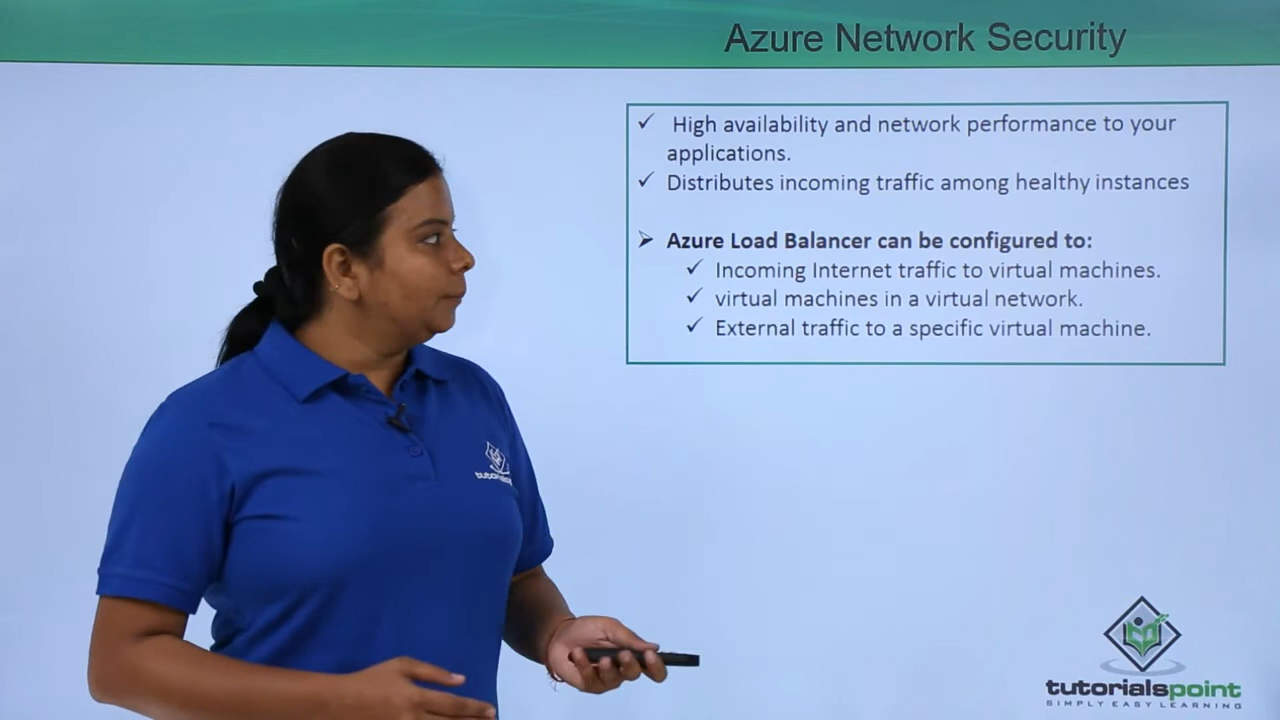 Azure Network Security
✓ High availability and network performance to your
applications.
✓ Distributes incoming traffic among healthy instances
➢ Azure Load Balancer can be configured to:
✓ Incoming Internet traffic to virtual machines.
✓ virtual machines in a virtual network.
✓ External traffic to a specific virtual machine.
tutorialspoint
SIMPLY EASY LEARNING